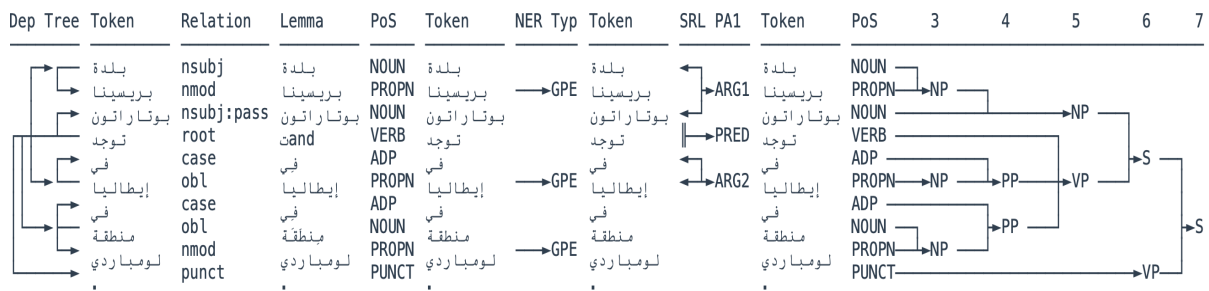 Dep Tree Token Relation Lemma PoS Token NER Typ Token SRL PA1 Token PoS 3 4 5 6 7
بلدة nsubj بلدة NOUN بلدة بلدة بلدة NOUN
بريسينا nmod بريسينا PROPN بريسينا GPE بريسينا ARG1 بريسينا PROPN NP
بوتاراتون nsubj:pass بوتاراتون NOUN بوتاراتون بوتاراتون بوتاراتون NOUN NP
توجد root تand VERB توجد توجد PRED توجد VERB S
في case فِي ADP في في في ADP
إيطاليا obl إيطاليا PROPN إيطاليا GPE إيطاليا ARG2 إيطاليا PROPN NP PP VP
في case فِي ADP في في في ADP
منطقة obl مِنطَقَة NOUN منطقة منطقة منطقة NOUN PP S
لومباردي nmod لومباردي PROPN لومباردي GPE لومباردي لومباردي PROPN NP
. punct . PUNCT . . . PUNCT VP